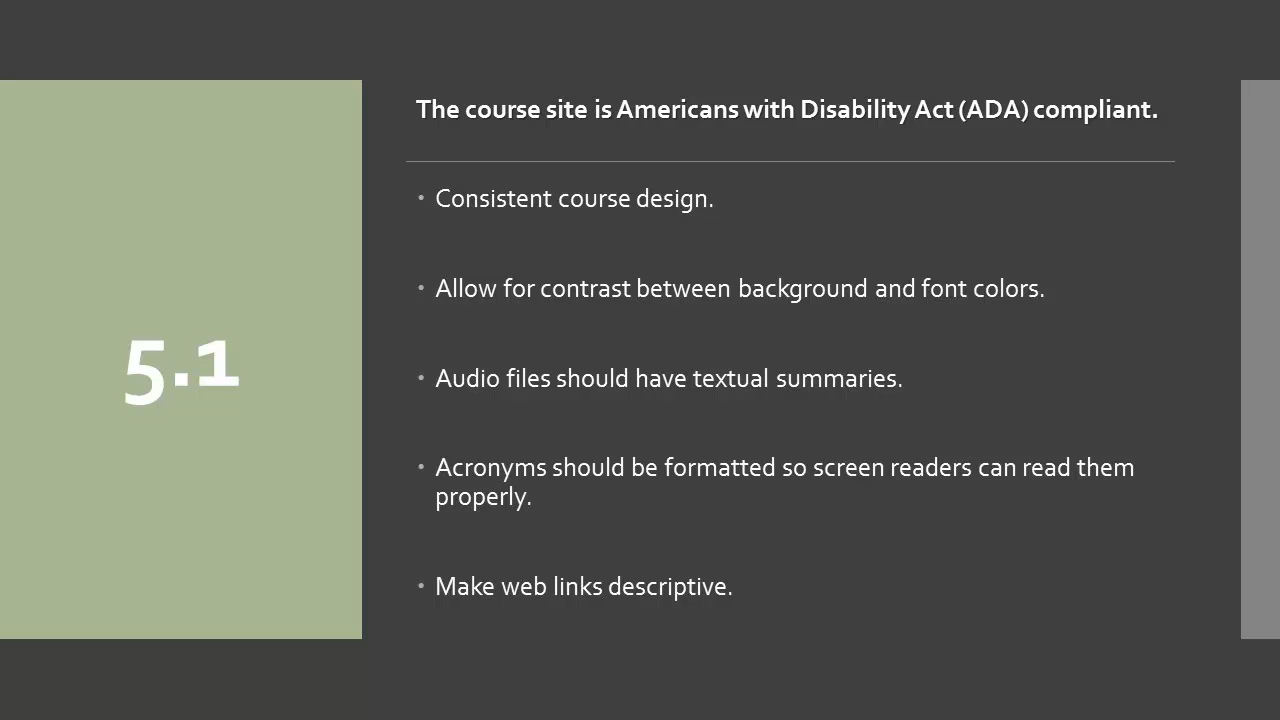 5.1
The course site is Americans with Disability Act (ADA) compliant.
• Consistent course design.
• Allow for contrast between background and font colors.
• Audio files should have textual summaries.
• Acronyms should be formatted so screen readers can read them
properly.
• Make web links descriptive.